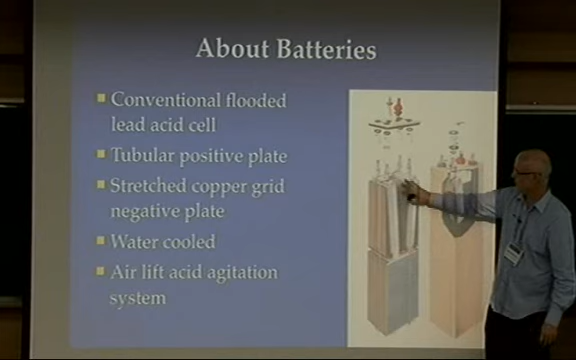 About Batteries
Conventional flooded
lead acid cell
Tubular positive plate
Stretched copper grid
negative plate
Water cooled
Air lift acid agitation
system